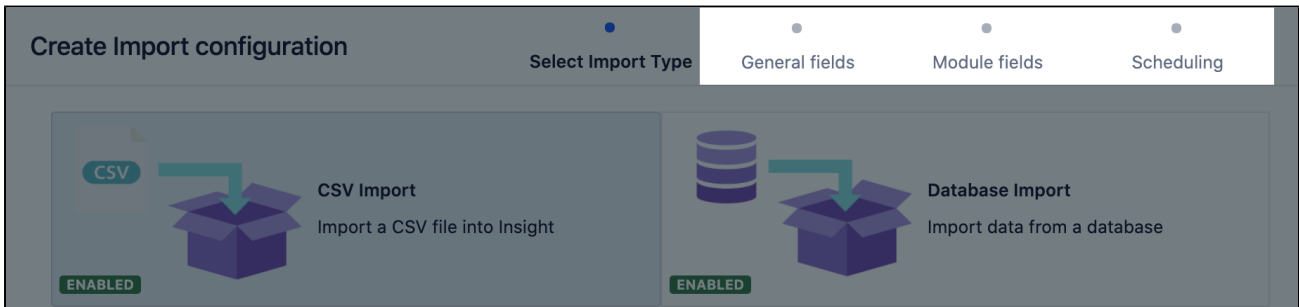 Create Import configuration
Select Import Type
General fields
Module fields
Scheduling
CSV
CSV Import
Import a CSV file into Insight
ENABLED
Database Import
Import data from a database
ENABLED